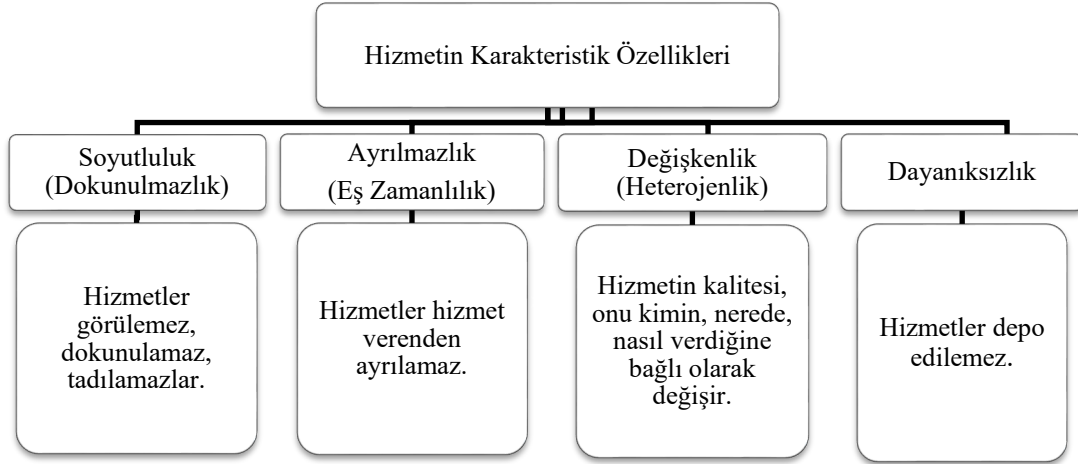 Hizmetin Karakteristik Özellikleri
Soyutluluk
(Dokunulmazlık)
Ayrılmazlık
(Eş Zamanlılık)
Değişkenlik
(Heterojenlik)
Dayanıksızlık
Hizmetler
görülemez,
dokunulamaz,
tadılamazlar.
Hizmetler hizmet
verenden
ayrılamaz.
Hizmetin kalitesi,
onu kimin, nerede,
nasıl verdiğine
bağlı olarak
değişir.
Hizmetler depo
edilemez.